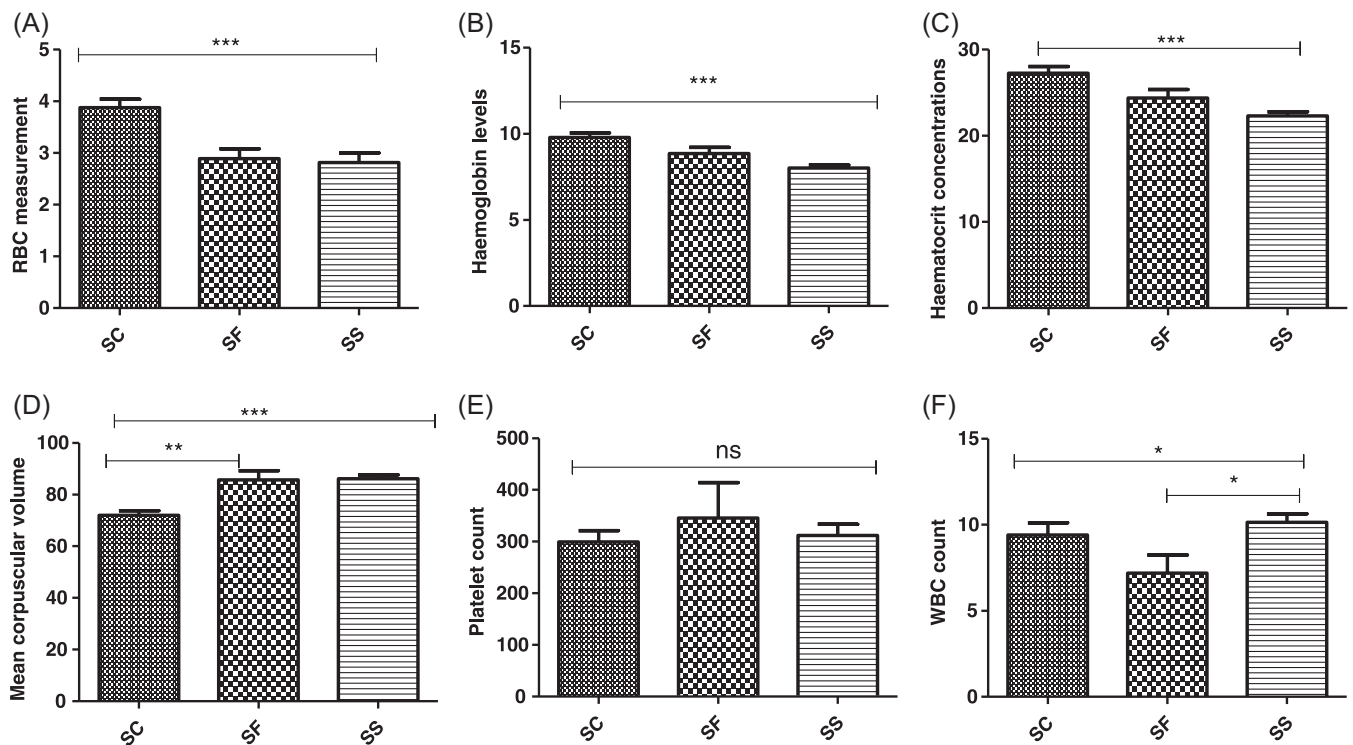 (A)
***
RBC measurement
5
4
3
2
1
0
SC
SF
SS
(B)
***
Haemoglobin levels
15
10
5
0
SC
SF
SS
(C)
***
Haematocrit concentrations
30
20
10
0
SC
SF
SS
(D)
***
**
Mean corpuscular volume
100
80
60
40
20
0
SC
SF
SS
(E)
ns
Platelet count
500
400
300
200
100
0
SC
SF
SS
(F)
*
*
WBC count
15
10
5
0
SC
SF
SS